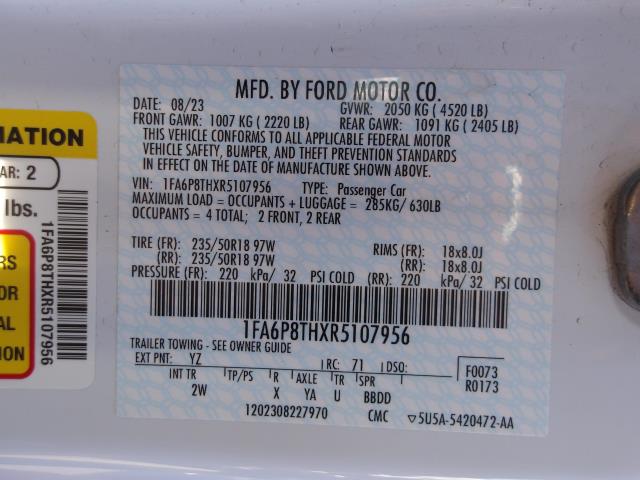 MFD. BY FORD MOTOR CO.
DATE: 08/23 GVWR: 2050 KG ( 4520 LB)
FRONT GAWR: 1007 KG ( 2220 LB) REAR GAWR: 1091 KG ( 2405 LB)
THIS VEHICLE CONFORMS TO ALL APPLICABLE FEDERAL MOTOR
VEHICLE SAFETY, BUMPER, AND THEFT PREVENTION STANDARDS
IN EFFECT ON THE DATE OF MANUFACTURE SHOWN ABOVE.
VIN: 1FA6P8THXR5107956 TYPE: Passenger Car
MAXIMUM LOAD = OCCUPANTS + LUGGAGE = 285KG/ 630LB
OCCUPANTS = 4 TOTAL; 2 FRONT, 2 REAR
TIRE (FR): 235/50R18 97W RIMS (FR): 18x8.0J
(RR): 235/50R18 97W (RR): 18x8.0J
PRESSURE (FR): 220 kPa/ 32 PSI COLD (RR): 220 kPa/ 32 PSI COLD
1FA6P8THXR5107956
TRAILER TOWING - SEE OWNER GUIDE
EXT PNT: YZ RC: 71 DSO: F0073
R0173
INT TR TP/PS R AXLE TR SPR
2W X YA U BBDD
1202308227970 CMC ▽5U5A-5420472-AA
MATION
AR: 2
lbs.
RS
OR
SION
1FA6P8THXR5107956